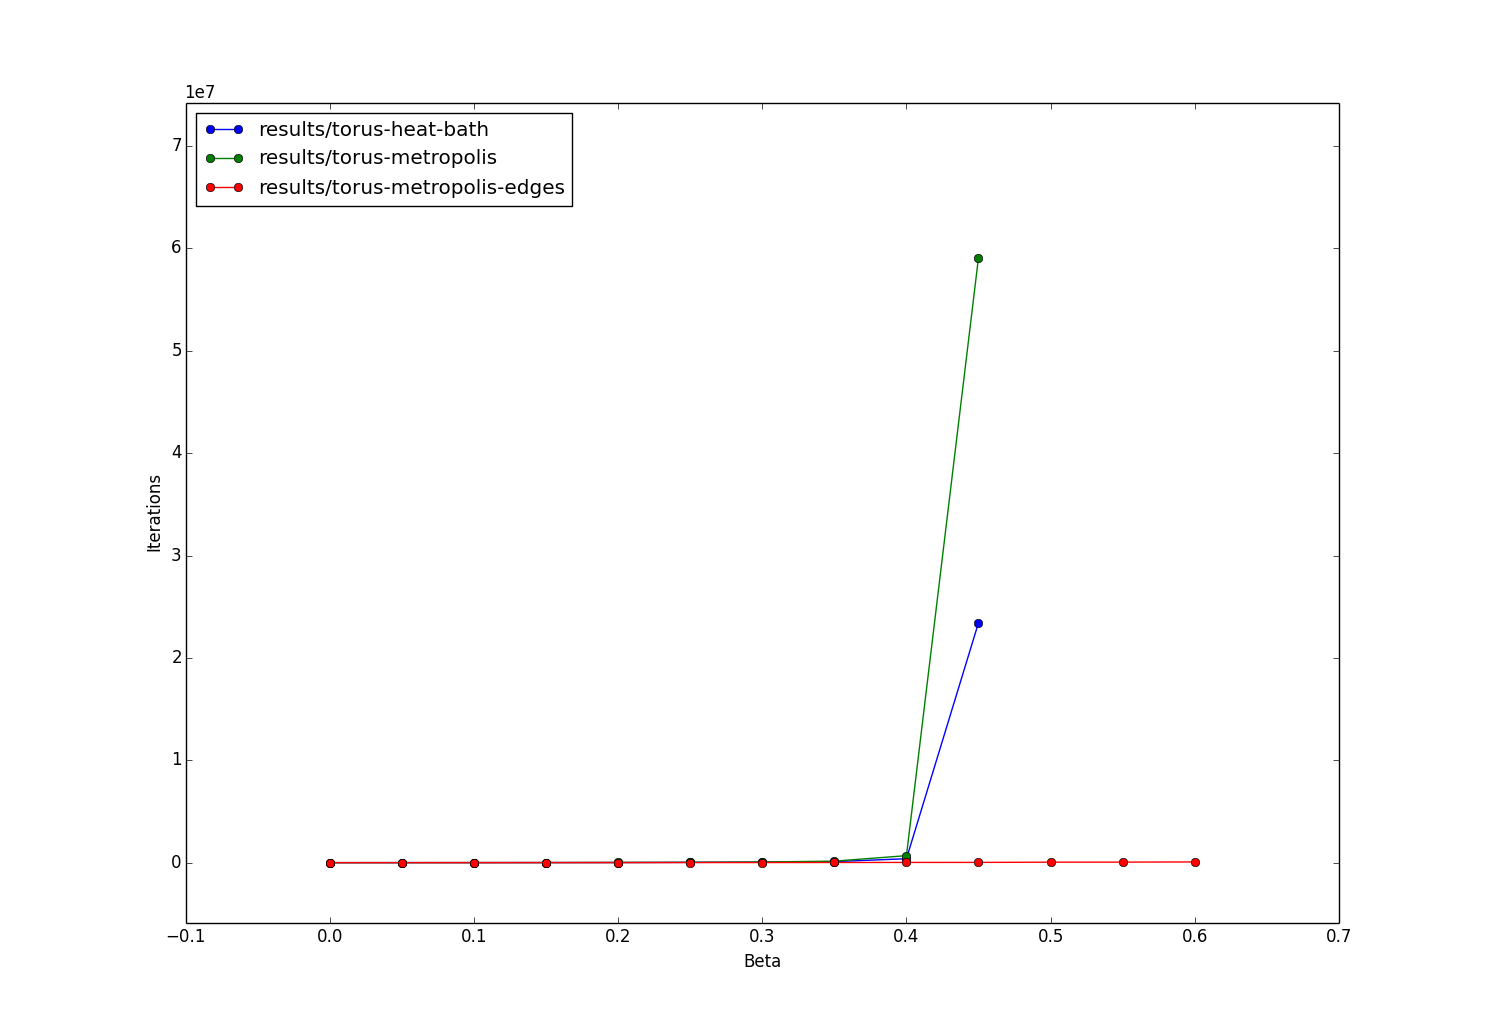 1e7
results/torus-heat-bath
results/torus-metropolis
results/torus-metropolis-edges
7
6
5
4
3
2
1
0
Iterations
−0.1 0.0 0.1 0.2 0.3 0.4 0.5 0.6 0.7
Beta